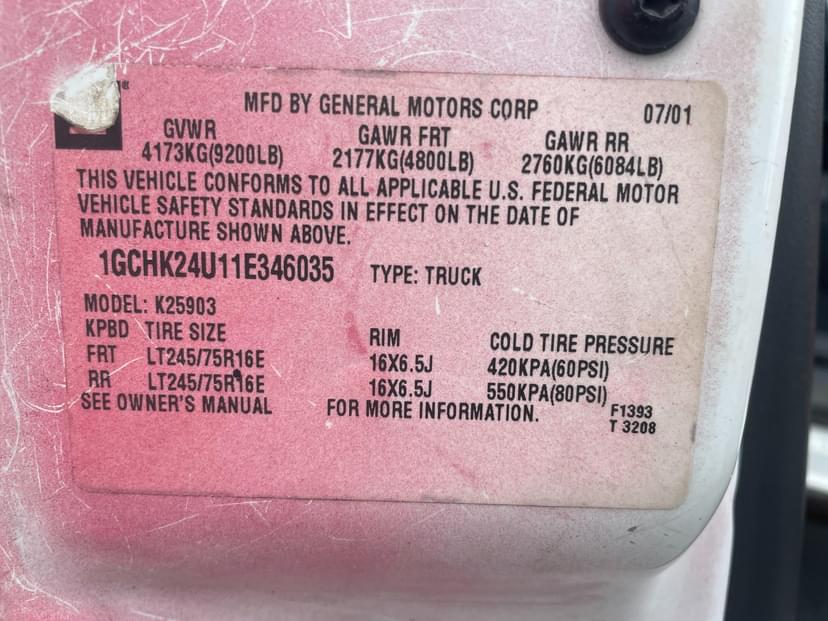 ®
MFD BY GENERAL MOTORS CORP 07/01
GVWR GAWR FRT GAWR RR
4173KG(9200LB) 2177KG(4800LB) 2760KG(6084LB)
THIS VEHICLE CONFORMS TO ALL APPLICABLE U.S. FEDERAL MOTOR
VEHICLE SAFETY STANDARDS IN EFFECT ON THE DATE OF
MANUFACTURE SHOWN ABOVE.
1GCHK24U11E346035 TYPE: TRUCK
MODEL: K25903
KPBD TIRE SIZE RIM COLD TIRE PRESSURE
FRT LT245/75R16E 16X6.5J 420KPA(60PSI)
RR LT245/75R16E 16X6.5J 550KPA(80PSI)
SEE OWNER'S MANUAL FOR MORE INFORMATION. F1393
T 3208